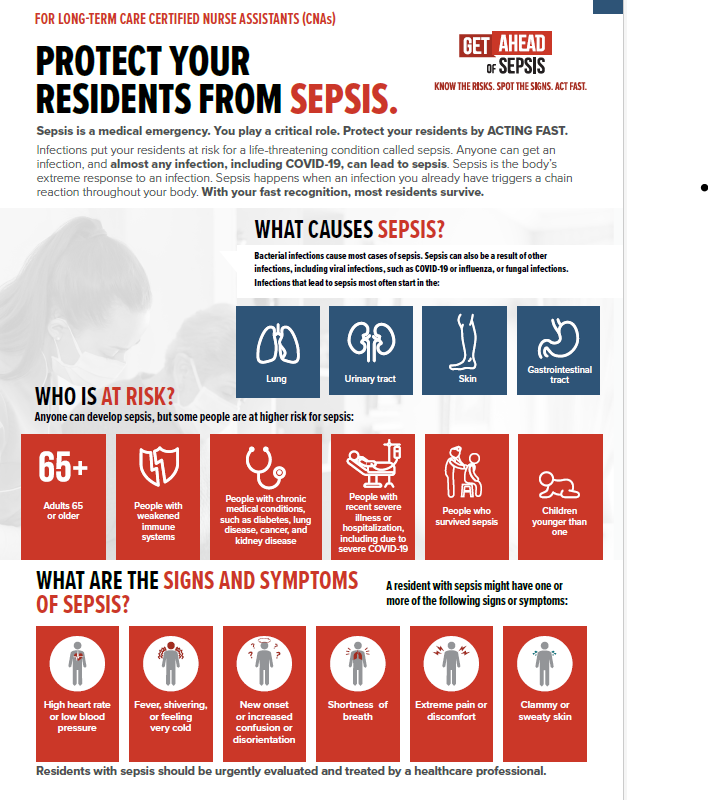 FOR LONG-TERM CARE CERTIFIED NURSE ASSISTANTS (CNAs)
GET AHEAD
OF SEPSIS
KNOW THE RISKS. SPOT THE SIGNS. ACT FAST.
PROTECT YOUR
RESIDENTS FROM SEPSIS.
Sepsis is a medical emergency. You play a critical role. Protect your residents by ACTING FAST.
Infections put your residents at risk for a life-threatening condition called sepsis. Anyone can get an
infection, and almost any infection, including COVID-19, can lead to sepsis. Sepsis is the body's
extreme response to an infection. Sepsis happens when an infection you already have triggers a chain
reaction throughout your body. With your fast recognition, most residents survive.
WHAT CAUSES SEPSIS?
Bacterial infections cause most cases of sepsis. Sepsis can also be a result of other
infections, including viral infections, such as COVID-19 or influenza, or fungal infections.
Infections that lead to sepsis most often start in the:
Lung
Urinary tract
Skin
Gastrointestinal
tract
WHO IS AT RISK?
Anyone can develop sepsis, but some people are at higher risk for sepsis:
65+
Adults 65
or older
People with
weakened
immune
systems
People with chronic
medical conditions,
such as diabetes, lung
disease, cancer, and
kidney disease
People with
recent severe
illness or
hospitalization,
including due to
severe COVID-19
People who
survived sepsis
Children
younger than
one
WHAT ARE THE SIGNS AND SYMPTOMS
OF SEPSIS?
A resident with sepsis might have one or
more of the following signs or symptoms:
High heart rate
or low blood
pressure
Fever, shivering,
or feeling
very cold
? ?
? ?
New onset
or increased
confusion or
disorientation
Shortness of
breath
Extreme pain or
discomfort
Clammy or
sweaty skin
Residents with sepsis should be urgently evaluated and treated by a healthcare professional.